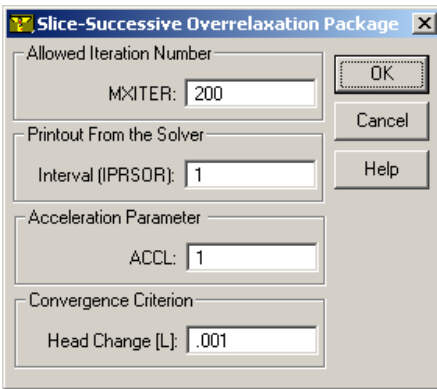 Slice-Successive Overrelaxation Package
Allowed Iteration Number
MXITER: 200
OK
Cancel
Printout From the Solver
Interval (IPRSOR): 1
Help
Acceleration Parameter
ACCL: 1
Convergence Criterion
Head Change [L]: .001